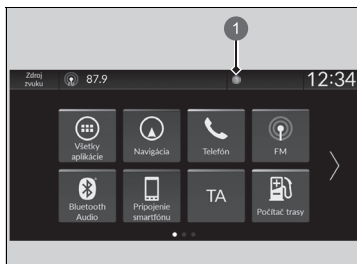 1
Zdroj
zvuku
87.9
12:34
Všetky
aplikácie
Navigácia
Telefón
FM
Bluetooth
Audio
Pripojenie
smartfónu
TA
Počítač trasy